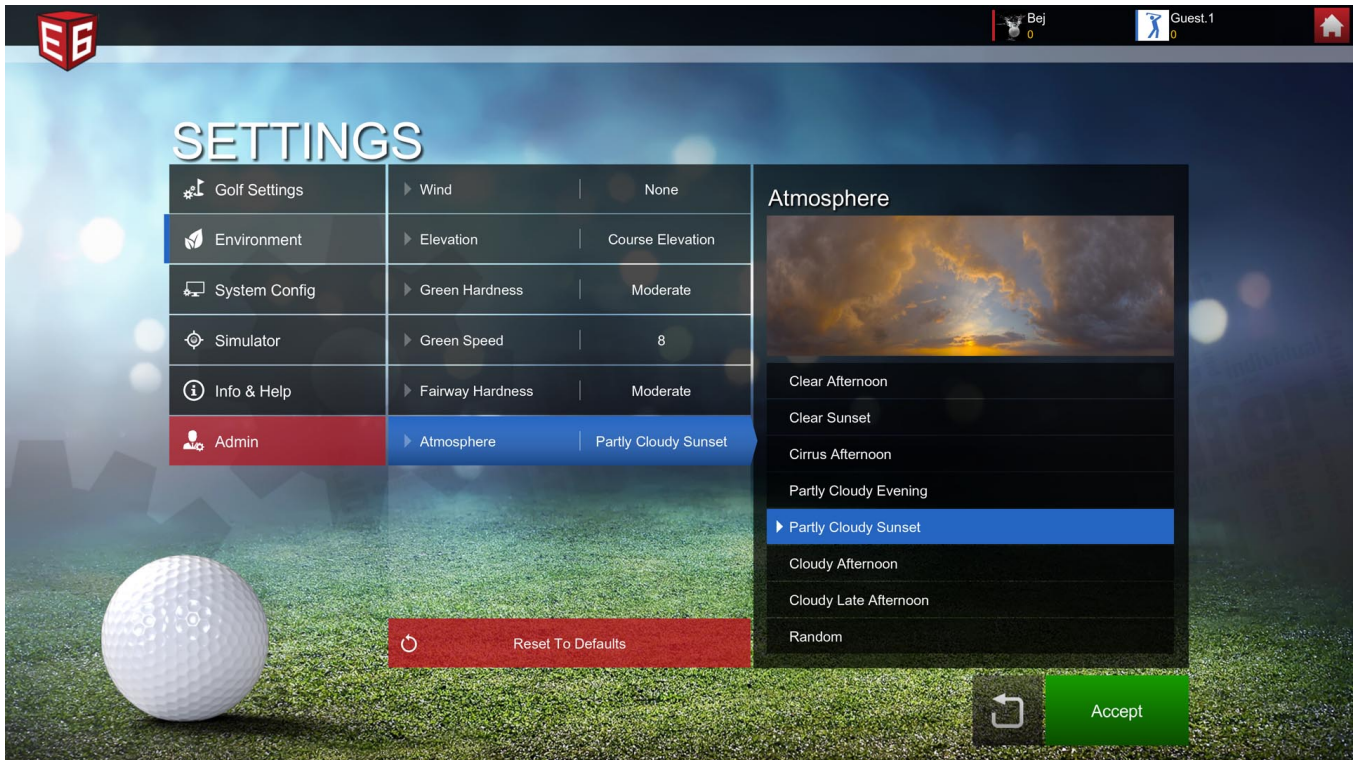 E6
Bej
0
Guest.1
0
SETTINGS
Golf Settings
Environment
System Config
Simulator
Info & Help
Admin
Wind None
Elevation Course Elevation
Green Hardness Moderate
Green Speed 8
Fairway Hardness Moderate
Atmosphere Partly Cloudy Sunset
Reset To Defaults
Atmosphere
Clear Afternoon
Clear Sunset
Cirrus Afternoon
Partly Cloudy Evening
Partly Cloudy Sunset
Cloudy Afternoon
Cloudy Late Afternoon
Random
Accept